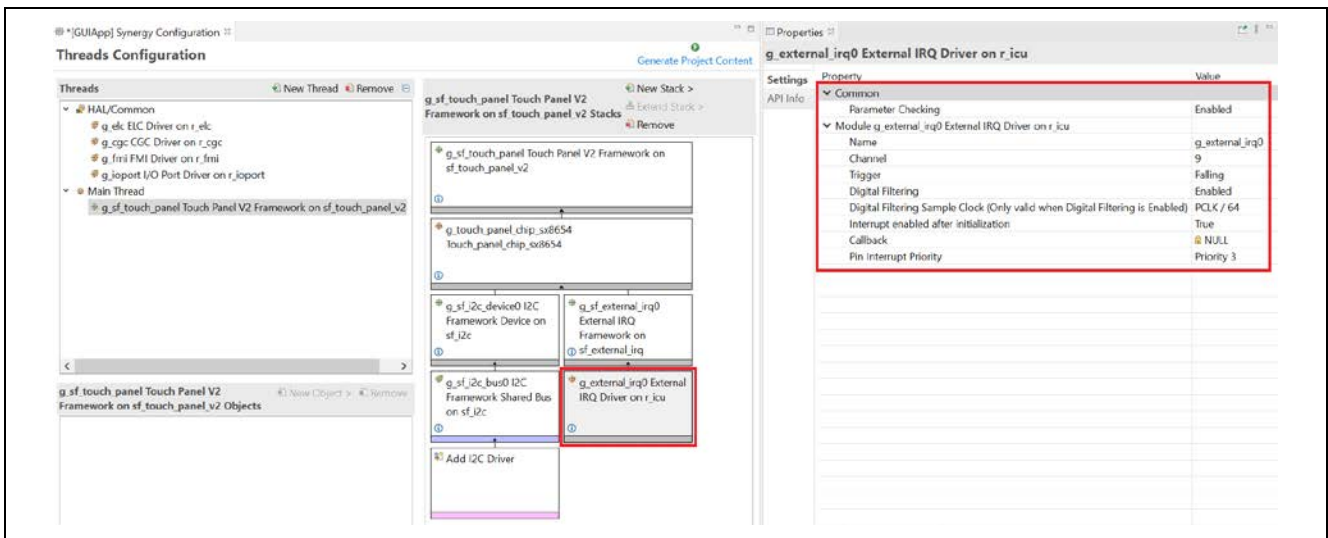 *[GUIApp] Synergy Configuration
Threads Configuration
Generate Project Content
Threads
New Thread
Remove
HAL/Common
g_elc ELC Driver on r_elc
g_cgc CGC Driver on r_cgc
g_fmi FMI Driver on r_fmi
g_ioport I/O Port Driver on r_ioport
Main Thread
g_sf_touch_panel Touch Panel V2 Framework on sf_touch_panel_v2
g_sf_touch_panel Touch Panel V2
Framework on sf_touch_panel_v2 Objects
New Object >
Remove
g_sf_touch_panel Touch Panel V2
Framework on sf_touch_panel_v2 Stacks
New Stack >
Extend Stack >
Remove
g_sf_touch_panel Touch Panel V2 Framework on
sf_touch_panel_v2
g_touch_panel_chip_sx8654
Touch_panel_chip_sx8654
g_sf_i2c_device0 I2C
Framework Device on
sf_i2c
g_sf_external_irq0
External IRQ
Framework on
sf_external_irq
g_sf_i2c_bus0 I2C
Framework Shared Bus
on sf_i2c
g_external_irq0 External
IRQ Driver on r_icu
Add I2C Driver
Properties
g_external_irq0 External IRQ Driver on r_icu
Settings
API Info
Property Value
Common
Parameter Checking Enabled
Module g_external_irq0 External IRQ Driver on r_icu
Name g_external_irq0
Channel 9
Trigger Falling
Digital Filtering Enabled
Digital Filtering Sample Clock (Only valid when Digital Filtering is Enabled) PCLK / 64
Interrupt enabled after initialization True
Callback NULL
Pin Interrupt Priority Priority 3